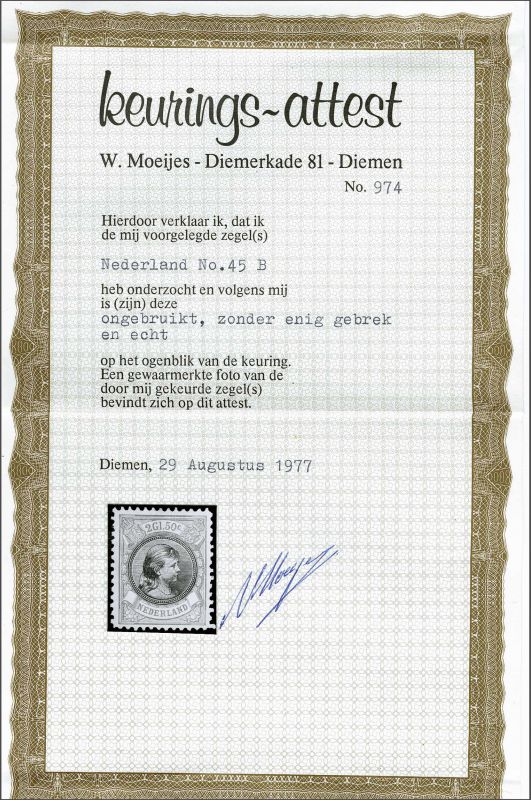 keurings~attest
W. Moeijes - Diemerkade 81 - Diemen
No. 974
Hierdoor verklaar ik, dat ik
de mij voorgelegde zegel(s)
Nederland No.45 B
heb onderzocht en volgens mij
is (zijn) deze
ongebruikt, zonder enig gebrek
en echt
op het ogenblik van de keuring.
Een gewaarmerkte foto van de
door mij gekeurde zegel(s)
bevindt zich op dit attest.
Diemen, 29 Augustus 1977
2Gl.50c.
NEDERLAND